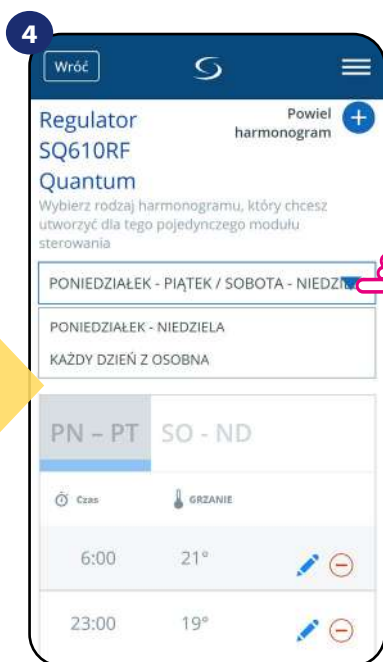 4
Wróć
Regulator
SQ610RF
Quantum
Powiel
harmonogram
Wybierz rodzaj harmonogramu, który chcesz
utworzyć dla tego pojedynczego modułu
sterowania
PONIEDZIAŁEK - PIĄTEK / SOBOTA - NIEDZI
PONIEDZIAŁEK - NIEDZIELA
KAŻDY DZIEŃ Z OSOBNA
PN – PT SO - ND
Czas GRZANIE
6:00 21°
23:00 19°